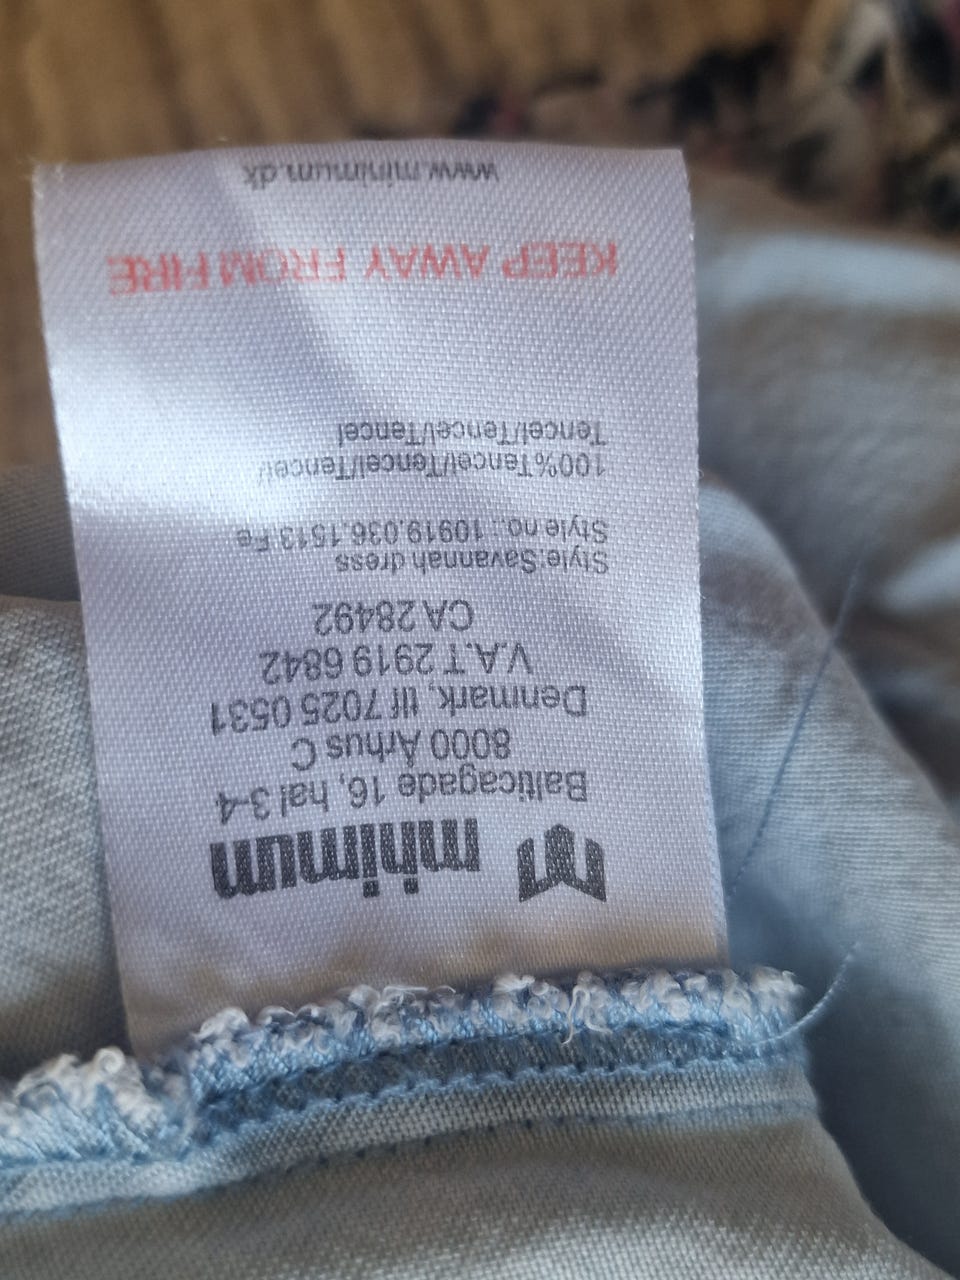 minimum
Balticagade 16, hal 3-4
8000 Århus C
Denmark, tlf 7025 0531
V.A.T 2919 6842
CA 28492
Style:Savannah dress
Style no.: 10919.036.1513 Fe
100%Tencel/Tencel/Tencel/
Tencel/Tencel/Tencel
KEEP AWAY FROM FIRE
www.minimum.dk